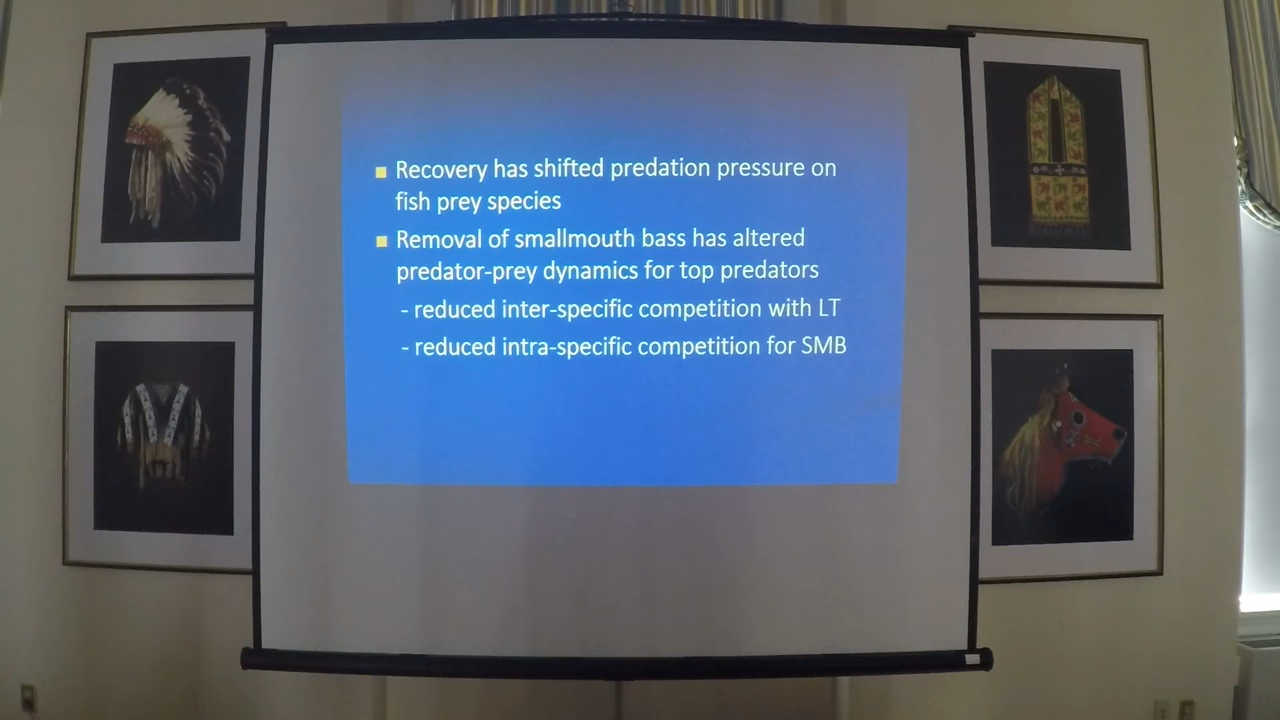 Recovery has shifted predation pressure on
fish prey species
Removal of smallmouth bass has altered
predator-prey dynamics for top predators
- reduced inter-specific competition with LT
- reduced intra-specific competition for SMB